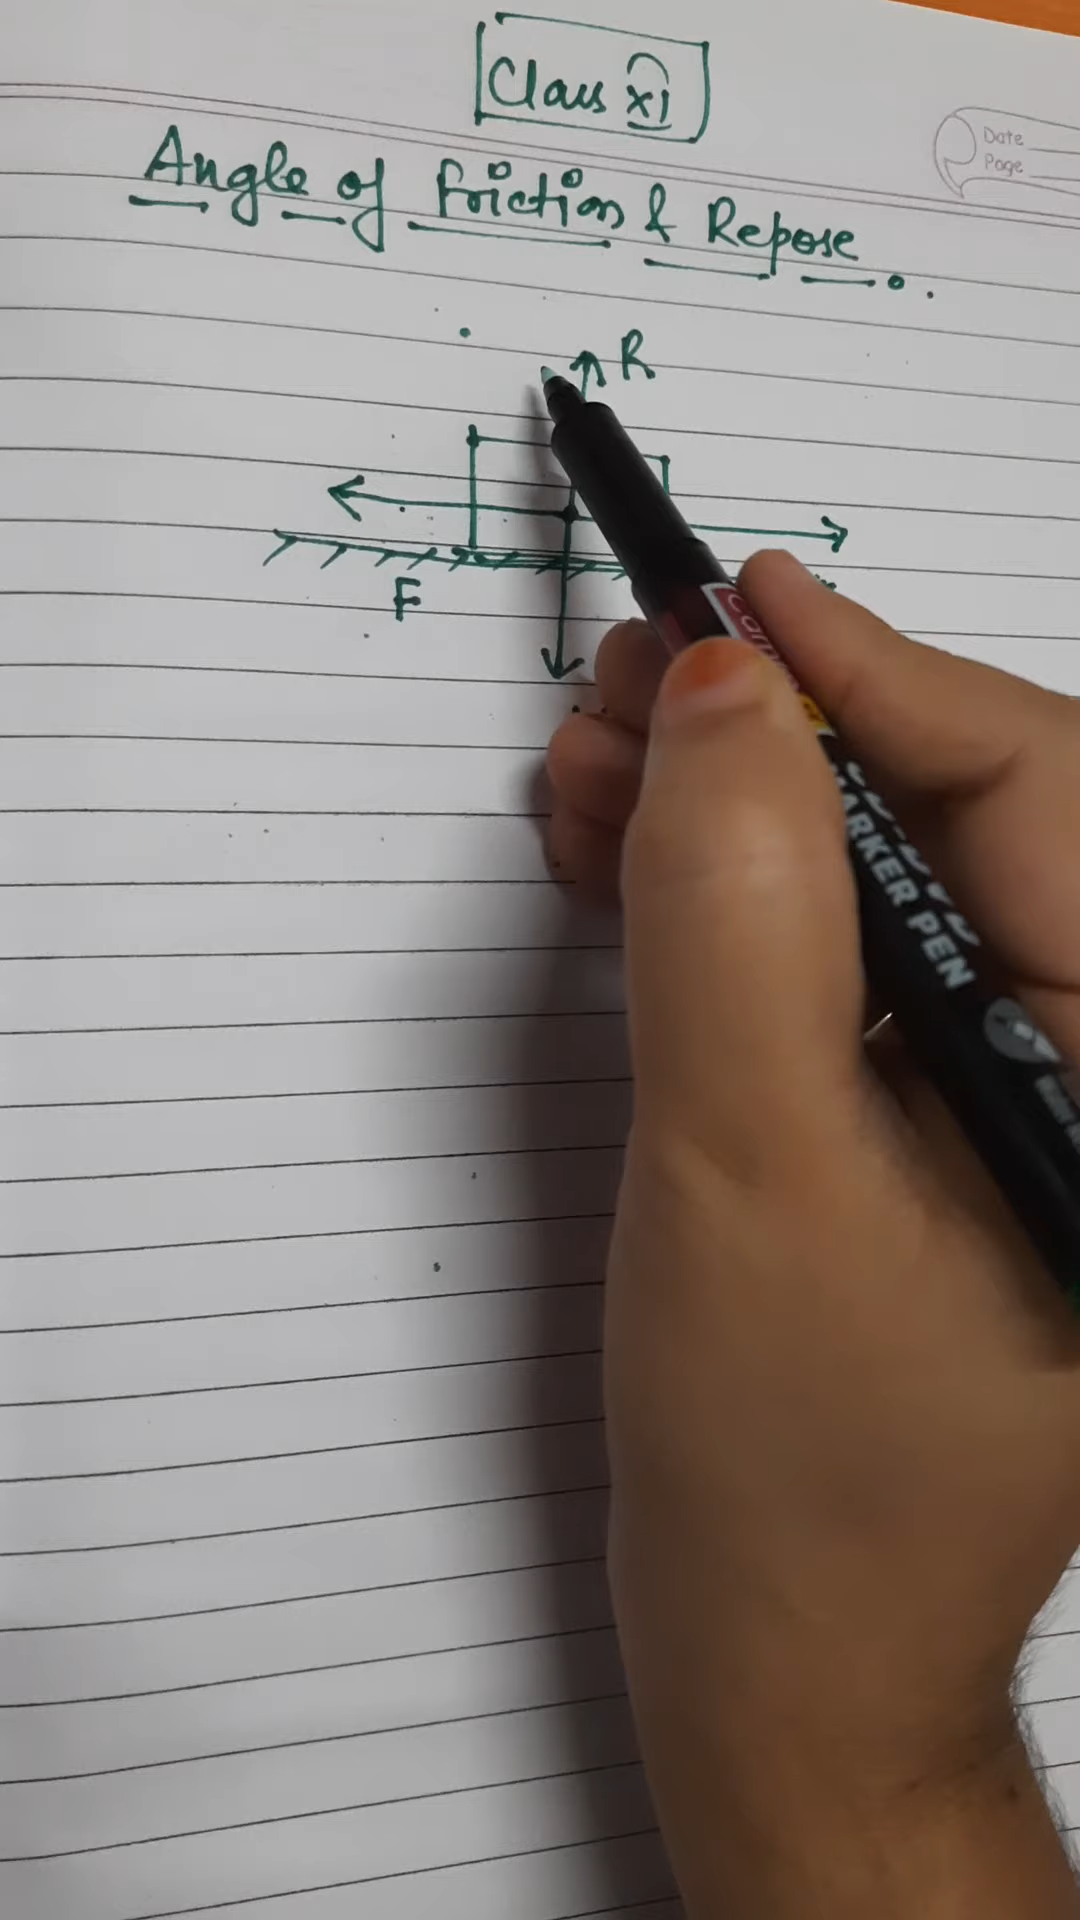 Class XI
Date
Page
Angle of friction & Repose.
R
F
MARKER PEN